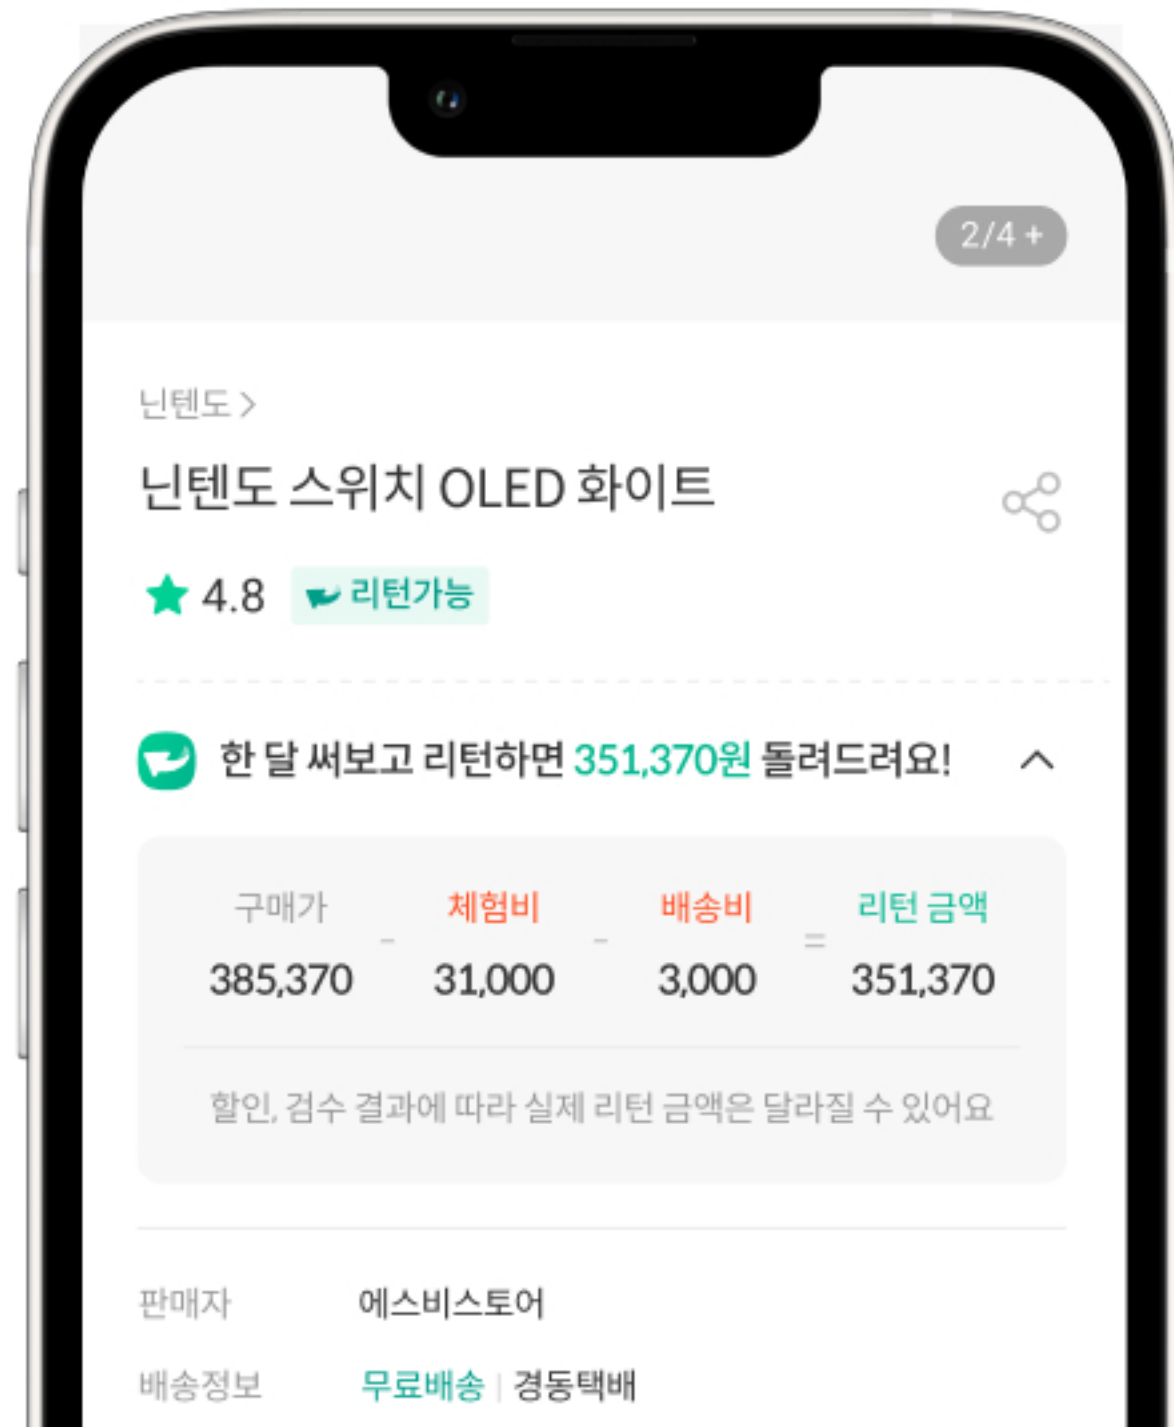 2/4 +
닌텐도 >
닌텐도 스위치 OLED 화이트
4.8 리턴가능
한 달 써보고 리턴하면 351,370원 돌려드려요!
구매가 - 체험비 - 배송비 = 리턴 금액
385,370 31,000 3,000 351,370
할인, 검수 결과에 따라 실제 리턴 금액은 달라질 수 있어요
판매자 에스비스토어
배송정보 무료배송 | 경동택배